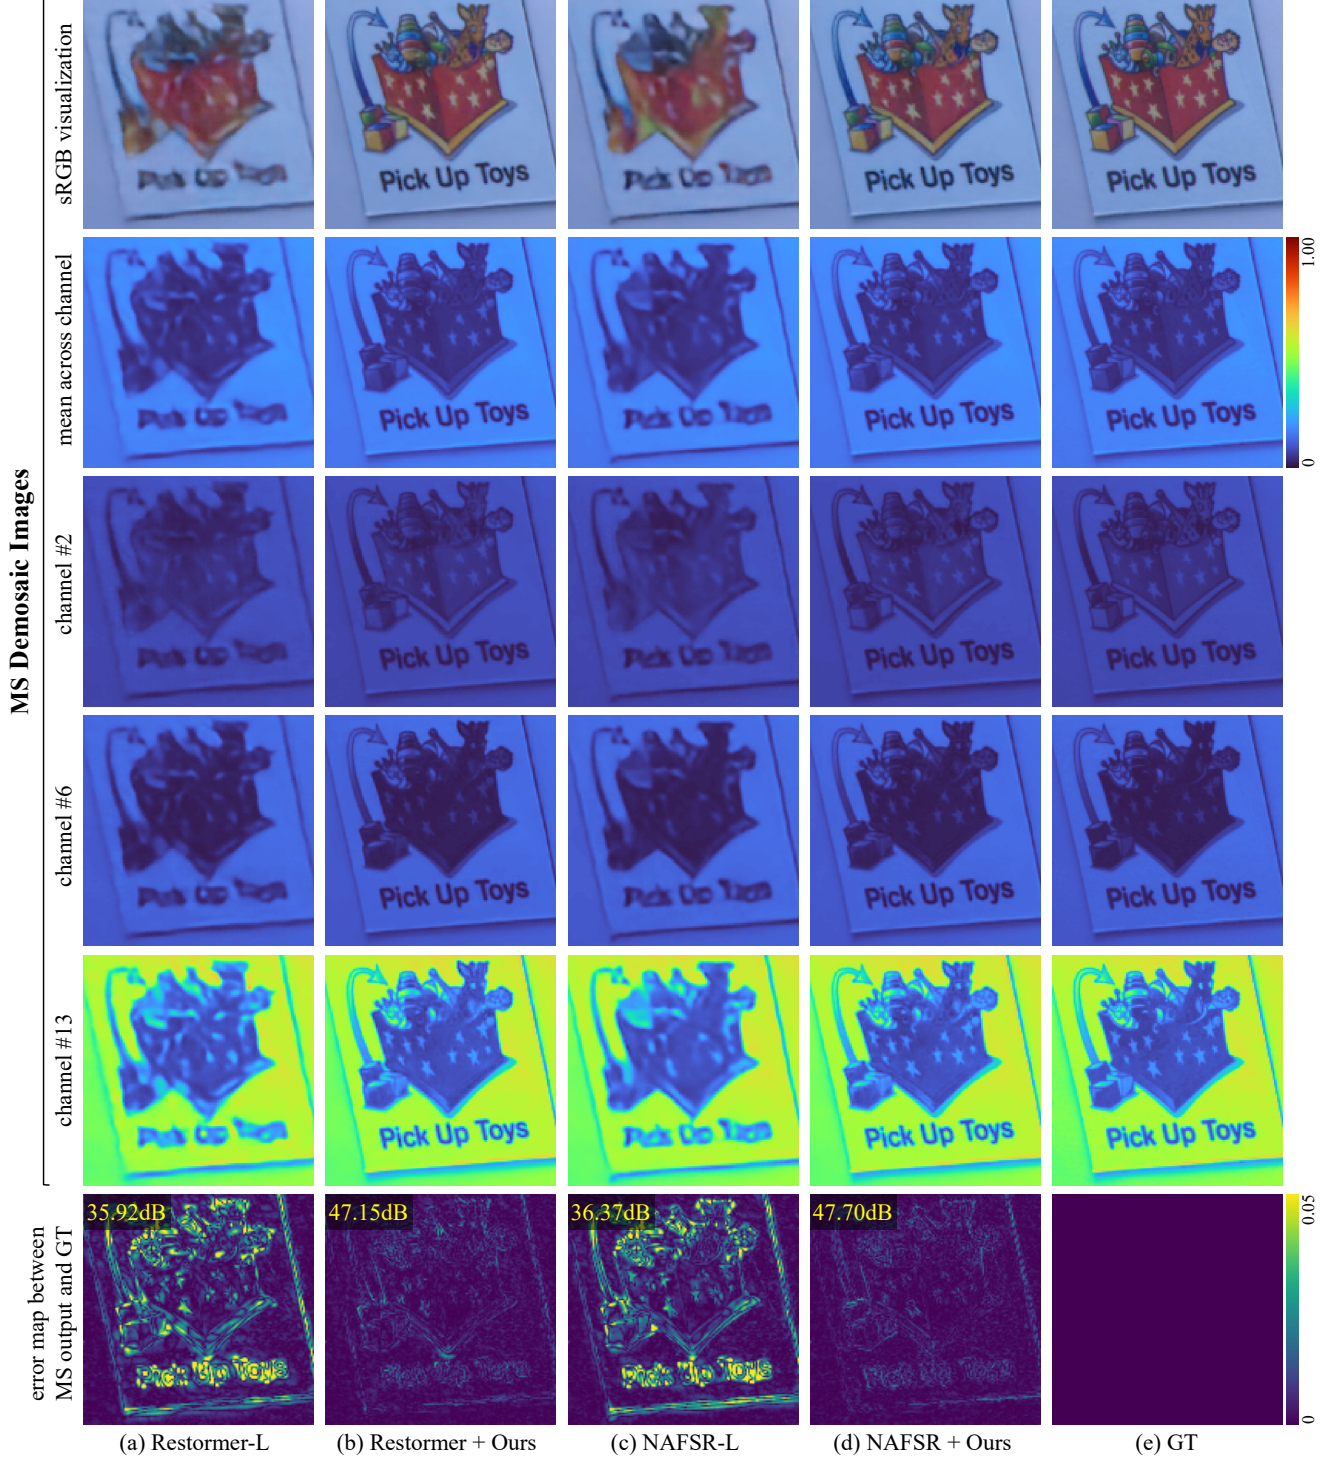 MS Demosaic Images
sRGB visualization
Pick Up Toys
Pick Up Toys
Pick Up Toys
mean across channel
Pick Up Toys
Pick Up Toys
Pick Up Toys
1.00
0
channel #2
Pick Up Toys
Pick Up Toys
Pick Up Toys
channel #6
Pick Up Toys
Pick Up Toys
Pick Up Toys
channel #13
Pick Up Toys
Pick Up Toys
Pick Up Toys
error map between
MS output and GT
35.92dB
47.15dB
36.37dB
47.70dB
0.05
0
(a) Restormer-L
(b) Restormer + Ours
(c) NAFSR-L
(d) NAFSR + Ours
(e) GT